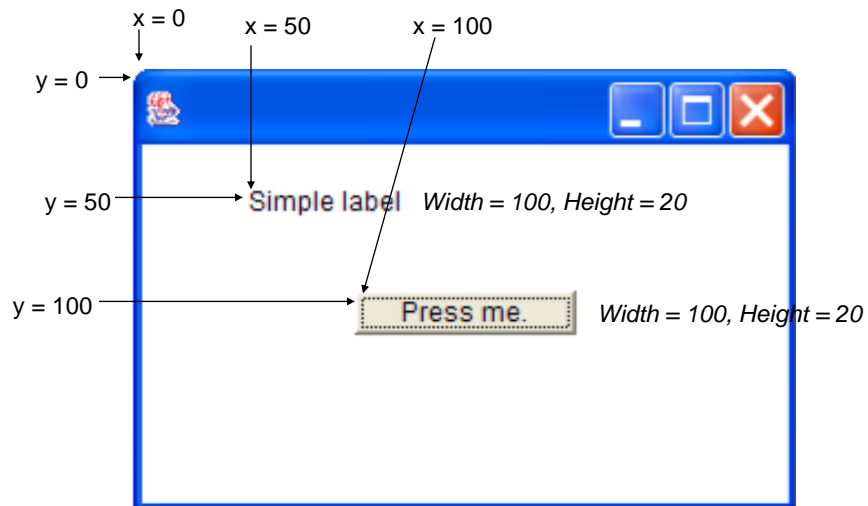 x = 0
x = 50
x = 100
y = 0
y = 50
Simple label
Width = 100, Height = 20
y = 100
Press me.
Width = 100, Height = 20